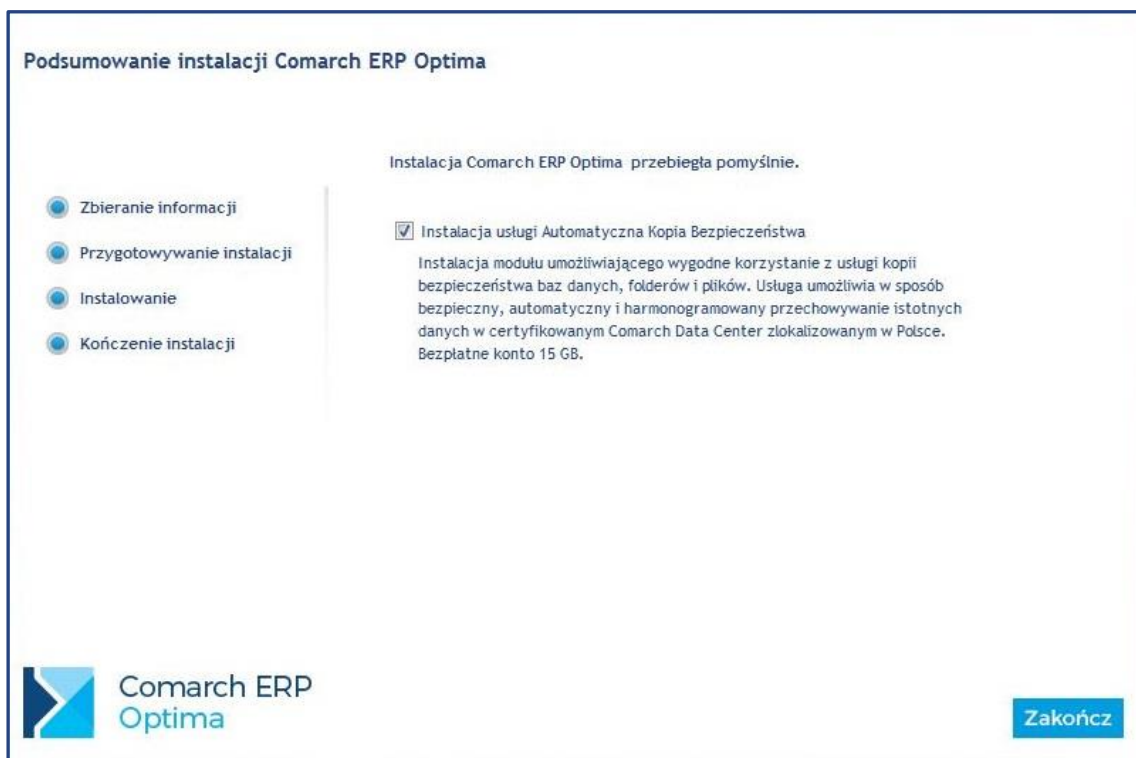 Podsumowanie instalacji Comarch ERP Optima
Instalacja Comarch ERP Optima przebiegła pomyślnie.
Zbieranie informacji
Przygotowywanie instalacji
Instalowanie
Kończenie instalacji
Instalacja usługi Automatyczna Kopia Bezpieczeństwa
Instalacja modułu umożliwiającego wygodne korzystanie z usługi kopii
bezpieczeństwa baz danych, folderów i plików. Usługa umożliwia w sposób
bezpieczny, automatyczny i harmonogramowany przechowywanie istotnych
danych w certyfikowanym Comarch Data Center zlokalizowanym w Polsce.
Bezpłatne konto 15 GB.
Comarch ERP
Optima
Zakończ